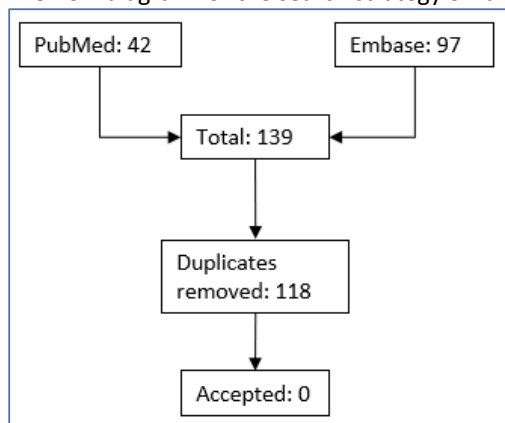 PubMed: 42
Embase: 97
Total: 139
Duplicates
removed: 118
Accepted: 0